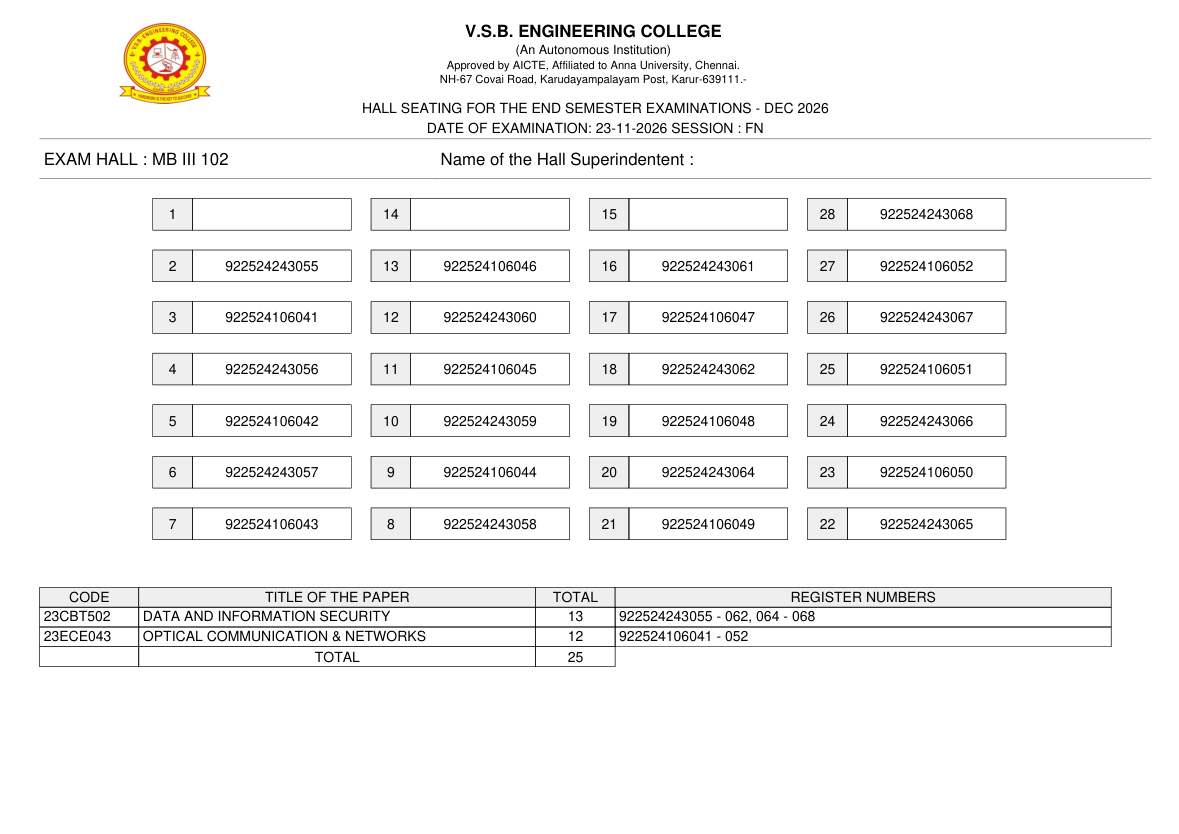 V.S.B. ENGINEERING COLLEGE
(An Autonomous Institution)
Approved by AICTE, Affiliated to Anna University, Chennai.
NH-67 Covai Road, Karudayampalayam Post, Karur-639111.-
HALL SEATING FOR THE END SEMESTER EXAMINATIONS - DEC 2026
DATE OF EXAMINATION: 23-11-2026 SESSION : FN
EXAM HALL : MB III 102 Name of the Hall Superintendent :
1 14 15 28 922524243068
2 922524243055 13 922524106046 16 922524243061 27 922524106052
3 922524106041 12 922524243060 17 922524106047 26 922524243067
4 922524243056 11 922524106045 18 922524243062 25 922524106051
5 922524106042 10 922524243059 19 922524106048 24 922524243066
6 922524243057 9 922524106044 20 922524243064 23 922524106050
7 922524106043 8 922524243058 21 922524106049 22 922524243065
CODE TITLE OF THE PAPER TOTAL REGISTER NUMBERS
23CBT502 DATA AND INFORMATION SECURITY 13 922524243055 - 062, 064 - 068
23ECE043 OPTICAL COMMUNICATION & NETWORKS 12 922524106041 - 052
TOTAL 25